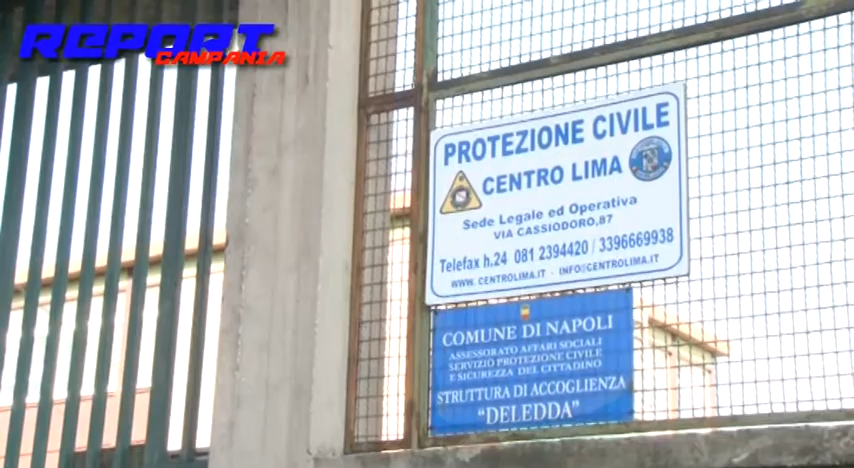 REPORT
CAMPANIA
PROTEZIONE CIVILE
CENTRO LIMA
Sede Legale ed Operativa
VIA CASSIODORO,87
Telefax h.24 081 2394420 / 3396669938
WWW.CENTROLIMA.IT - INFO@CENTROLIMA.IT
COMUNE DI NAPOLI
ASSESSORATO AFFARI SOCIALI
SERVIZIO PROTEZIONE CIVILE
E SICUREZZA DEL CITTADINO
STRUTTURA DI ACCOGLIENZA
"DELEDDA"